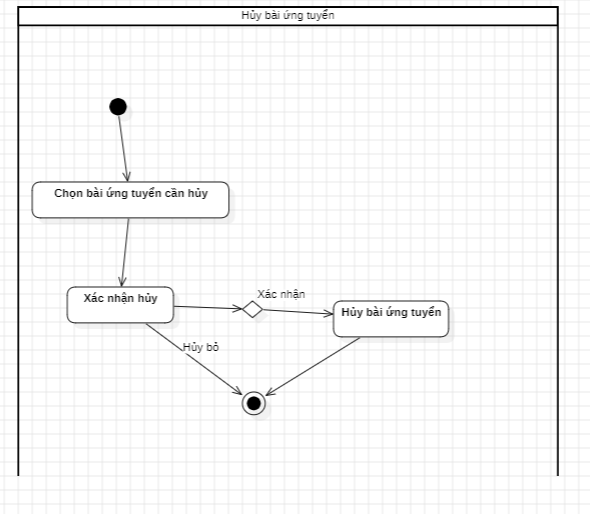 Hủy bài ứng tuyển
Chọn bài ứng tuyển cần hủy
Xác nhận hủy
Xác nhận
Hủy bài ứng tuyển
Hủy bỏ